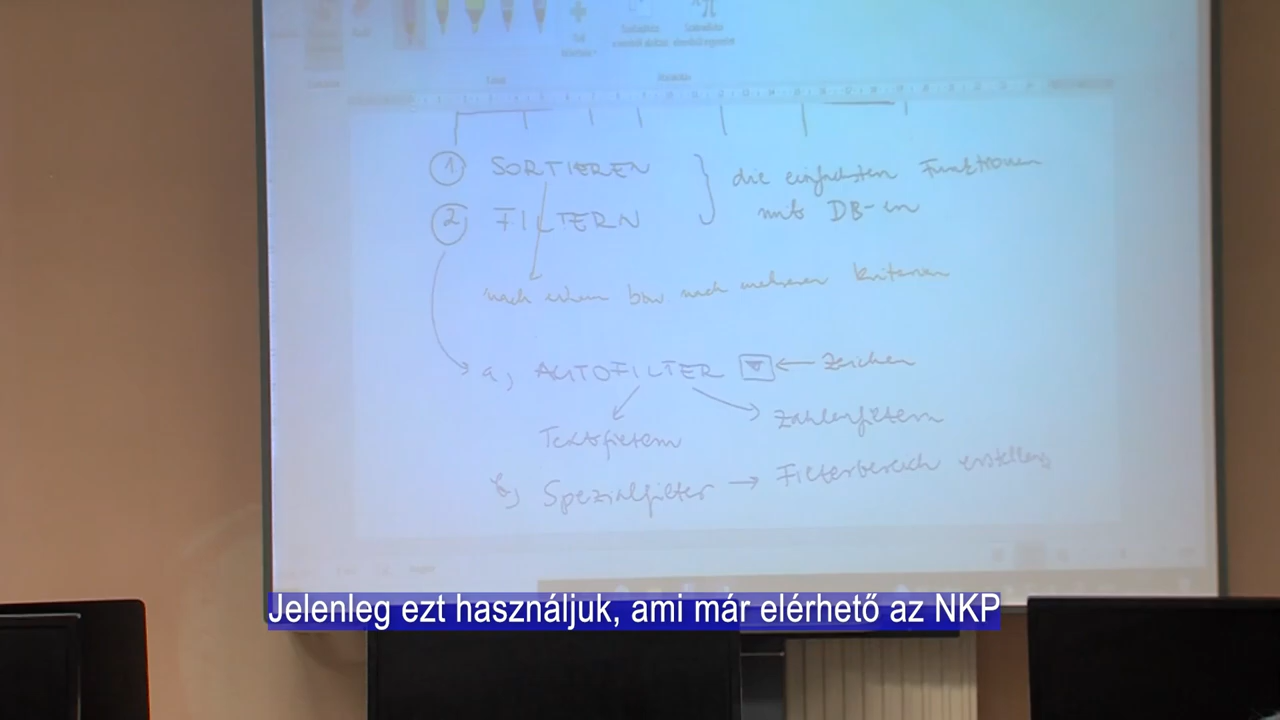 1 SORTIEREN } die einfachsten Funktionen
2 FILTERN mits DB-en
nach einem bzw nach mehreren Kriterien
a, AUTOFILTER ← Zeichen
Textfiltern Zahlenfiltern
b, Spezialfilter → Filterbereich erstellen
Jelenleg ezt használjuk, ami már elérhető az NKP